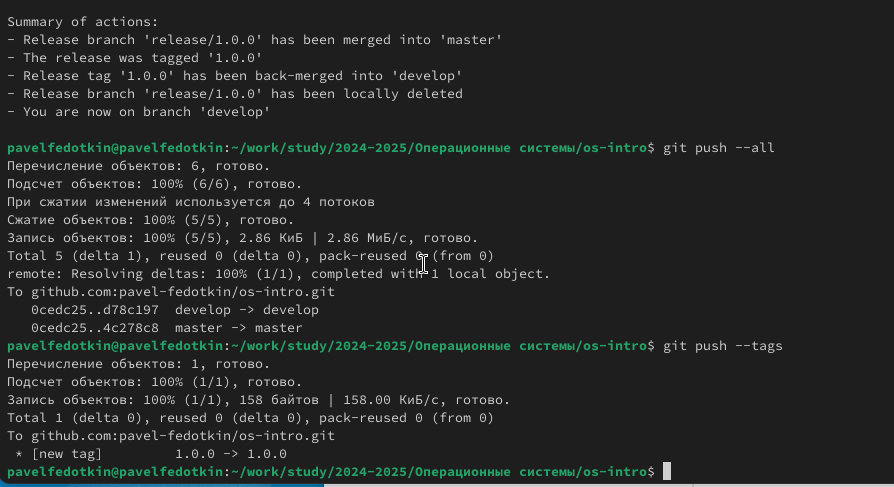 Summary of actions:
- Release branch 'release/1.0.0' has been merged into 'master'
- The release was tagged '1.0.0'
- Release tag '1.0.0' has been back-merged into 'develop'
- Release branch 'release/1.0.0' has been locally deleted
- You are now on branch 'develop'
pavelfedotkin@pavelfedotkin:~/work/study/2024-2025/Операционные системы/os-intro$ git push --all
Перечисление объектов: 6, готово.
Подсчет объектов: 100% (6/6), готово.
При сжатии изменений используется до 4 потоков
Сжатие объектов: 100% (5/5), готово.
Запись объектов: 100% (5/5), 2.86 КиБ | 2.86 МиБ/с, готово.
Total 5 (delta 1), reused 0 (delta 0), pack-reused 0 (from 0)
remote: Resolving deltas: 100% (1/1), completed with 1 local object.
To github.com:pavel-fedotkin/os-intro.git
   0cedc25..d78c197  develop -> develop
   0cedc25..4c278c8  master -> master
pavelfedotkin@pavelfedotkin:~/work/study/2024-2025/Операционные системы/os-intro$ git push --tags
Перечисление объектов: 1, готово.
Подсчет объектов: 100% (1/1), готово.
Запись объектов: 100% (1/1), 158 байтов | 158.00 КиБ/с, готово.
Total 1 (delta 0), reused 0 (delta 0), pack-reused 0 (from 0)
To github.com:pavel-fedotkin/os-intro.git
 * [new tag]         1.0.0 -> 1.0.0
pavelfedotkin@pavelfedotkin:~/work/study/2024-2025/Операционные системы/os-intro$